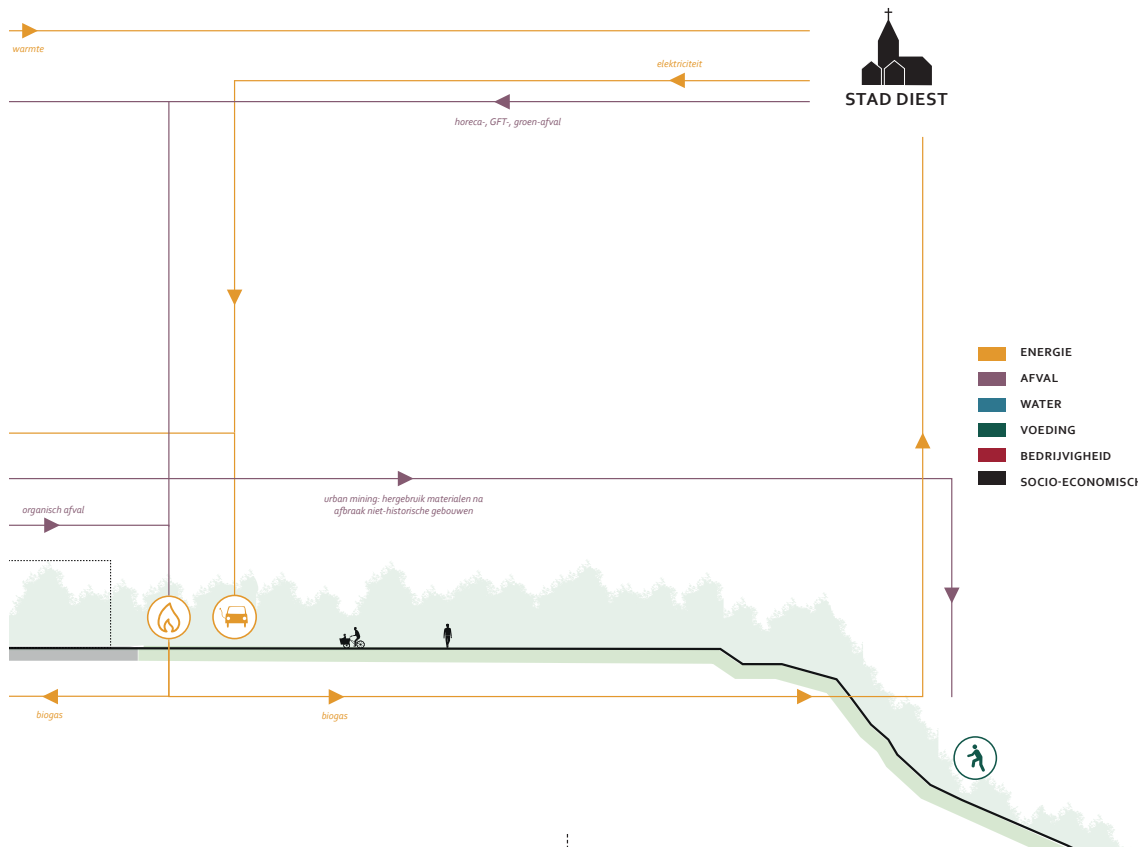 warmte
elektriciteit
STAD DIEST
horeca-, GFT-, groen-afval
ENERGIE
AFVAL
WATER
VOEDING
BEDRIJVIGHEID
SOCIO-ECONOMISCH
urban mining: hergebruik materialen na
afbraak niet-historische gebouwen
organisch afval
biogas
biogas